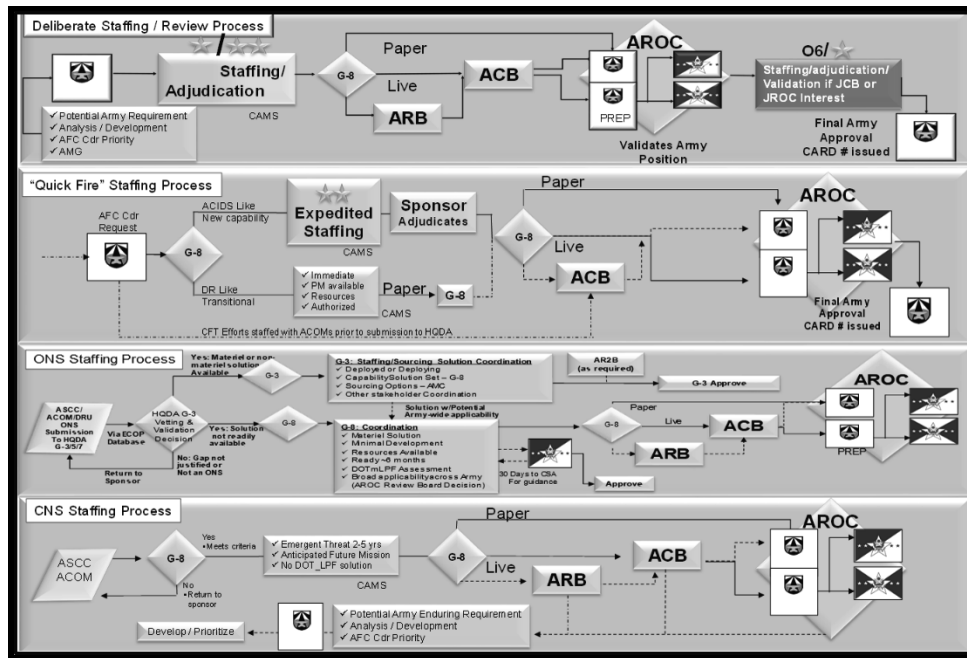 Deliberate Staffing / Review Process
Staffing/
Adjudication
CAMS
✓ Potential Army Requirement
✓ Analysis / Development
✓ AFC Cdr Priority
✓ AMG
G-8
Paper
Live
ARB
ACB
AROC
PREP
Validates Army
Position
O6/
Staffing/adjudication/
Validation if JCB or
JROC Interest
Final Army
Approval
CARD # issued
“Quick Fire” Staffing Process
AFC Cdr
Request
G-8
ACIDS Like
New capability
Expedited
Staffing
CAMS
Sponsor
Adjudicates
DR Like
Transitional
✓ Immediate
✓ PM available
✓ Resources
✓ Authorized
CAMS
Paper
G-8
CFT Efforts staffed with ACOMs prior to submission to HQDA
G-8
Paper
Live
ACB
AROC
Final Army
Approval
CARD # issued
ONS Staffing Process
ASCC/
ACOM/DRU
ONS
Submission
To HQDA
G-3/5/7
Via ECOP
Database
Return to
Sponsor
HQDA G-3
Vetting &
Validation
Decision
Yes: Materiel or non-
materiel solution
Available
G-3
Yes: Solution
not readily
available
G-8
No: Gap not
justified or
Not an ONS
G-3: Staffing/Sourcing Solution Coordination
✓ Deployed or Deploying
✓ Capability Solution Set – G-8
✓ Sourcing Options – AMC
✓ Other stakeholder Coordination
AR2B
(as required)
G-3 Approve
Solution w/Potential
Army-wide applicability
G-8: Coordination
✓ Materiel Solution
✓ Minimal Development
✓ Resources Available
✓ Ready ~6 months
✓ DOTmLPF Assessment
✓ Broad applicability across Army
(AROC Review Board Decision)
30 Days to CSA
For guidance
Approve
G-8
Paper
Live
ARB
ACB
AROC
PREP
CNS Staffing Process
ASCC
ACOM
G-8
Yes
•Meets criteria
No
•Return to
sponsor
✓ Emergent Threat 2-5 yrs
✓ Anticipated Future Mission
✓ No DOT_LPF solution
CAMS
G-8
Paper
Live
ARB
ACB
AROC
✓ Potential Army Enduring Requirement
✓ Analysis / Development
✓ AFC Cdr Priority
Develop / Prioritize